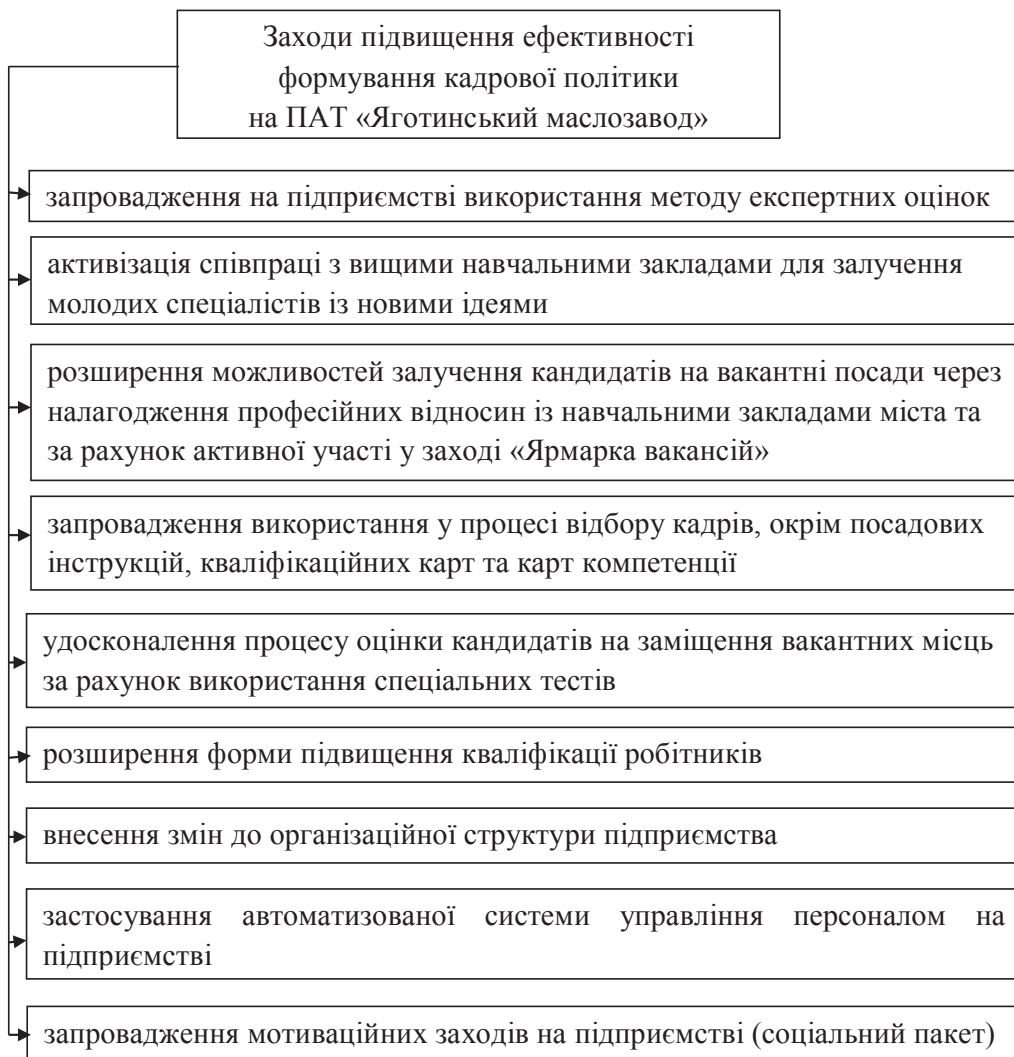 Заходи підвищення ефективності
формування кадрової політики
на ПАТ «Яготинський маслозавод»
запровадження на підприємстві використання методу експертних оцінок
активізація співпраці з вищими навчальними закладами для залучення
молодих спеціалістів із новими ідеями
розширення можливостей залучення кандидатів на вакантні посади через
налагодження професійних відносин із навчальними закладами міста та
за рахунок активної участі у заході «Ярмарка вакансій»
запровадження використання у процесі відбору кадрів, окрім посадових
інструкцій, кваліфікаційних карт та карт компетенції
удосконалення процесу оцінки кандидатів на заміщення вакантних місць
за рахунок використання спеціальних тестів
розширення форми підвищення кваліфікації робітників
внесення змін до організаційної структури підприємства
застосування автоматизованої системи управління персоналом на
підприємстві
запровадження мотиваційних заходів на підприємстві (соціальний пакет)